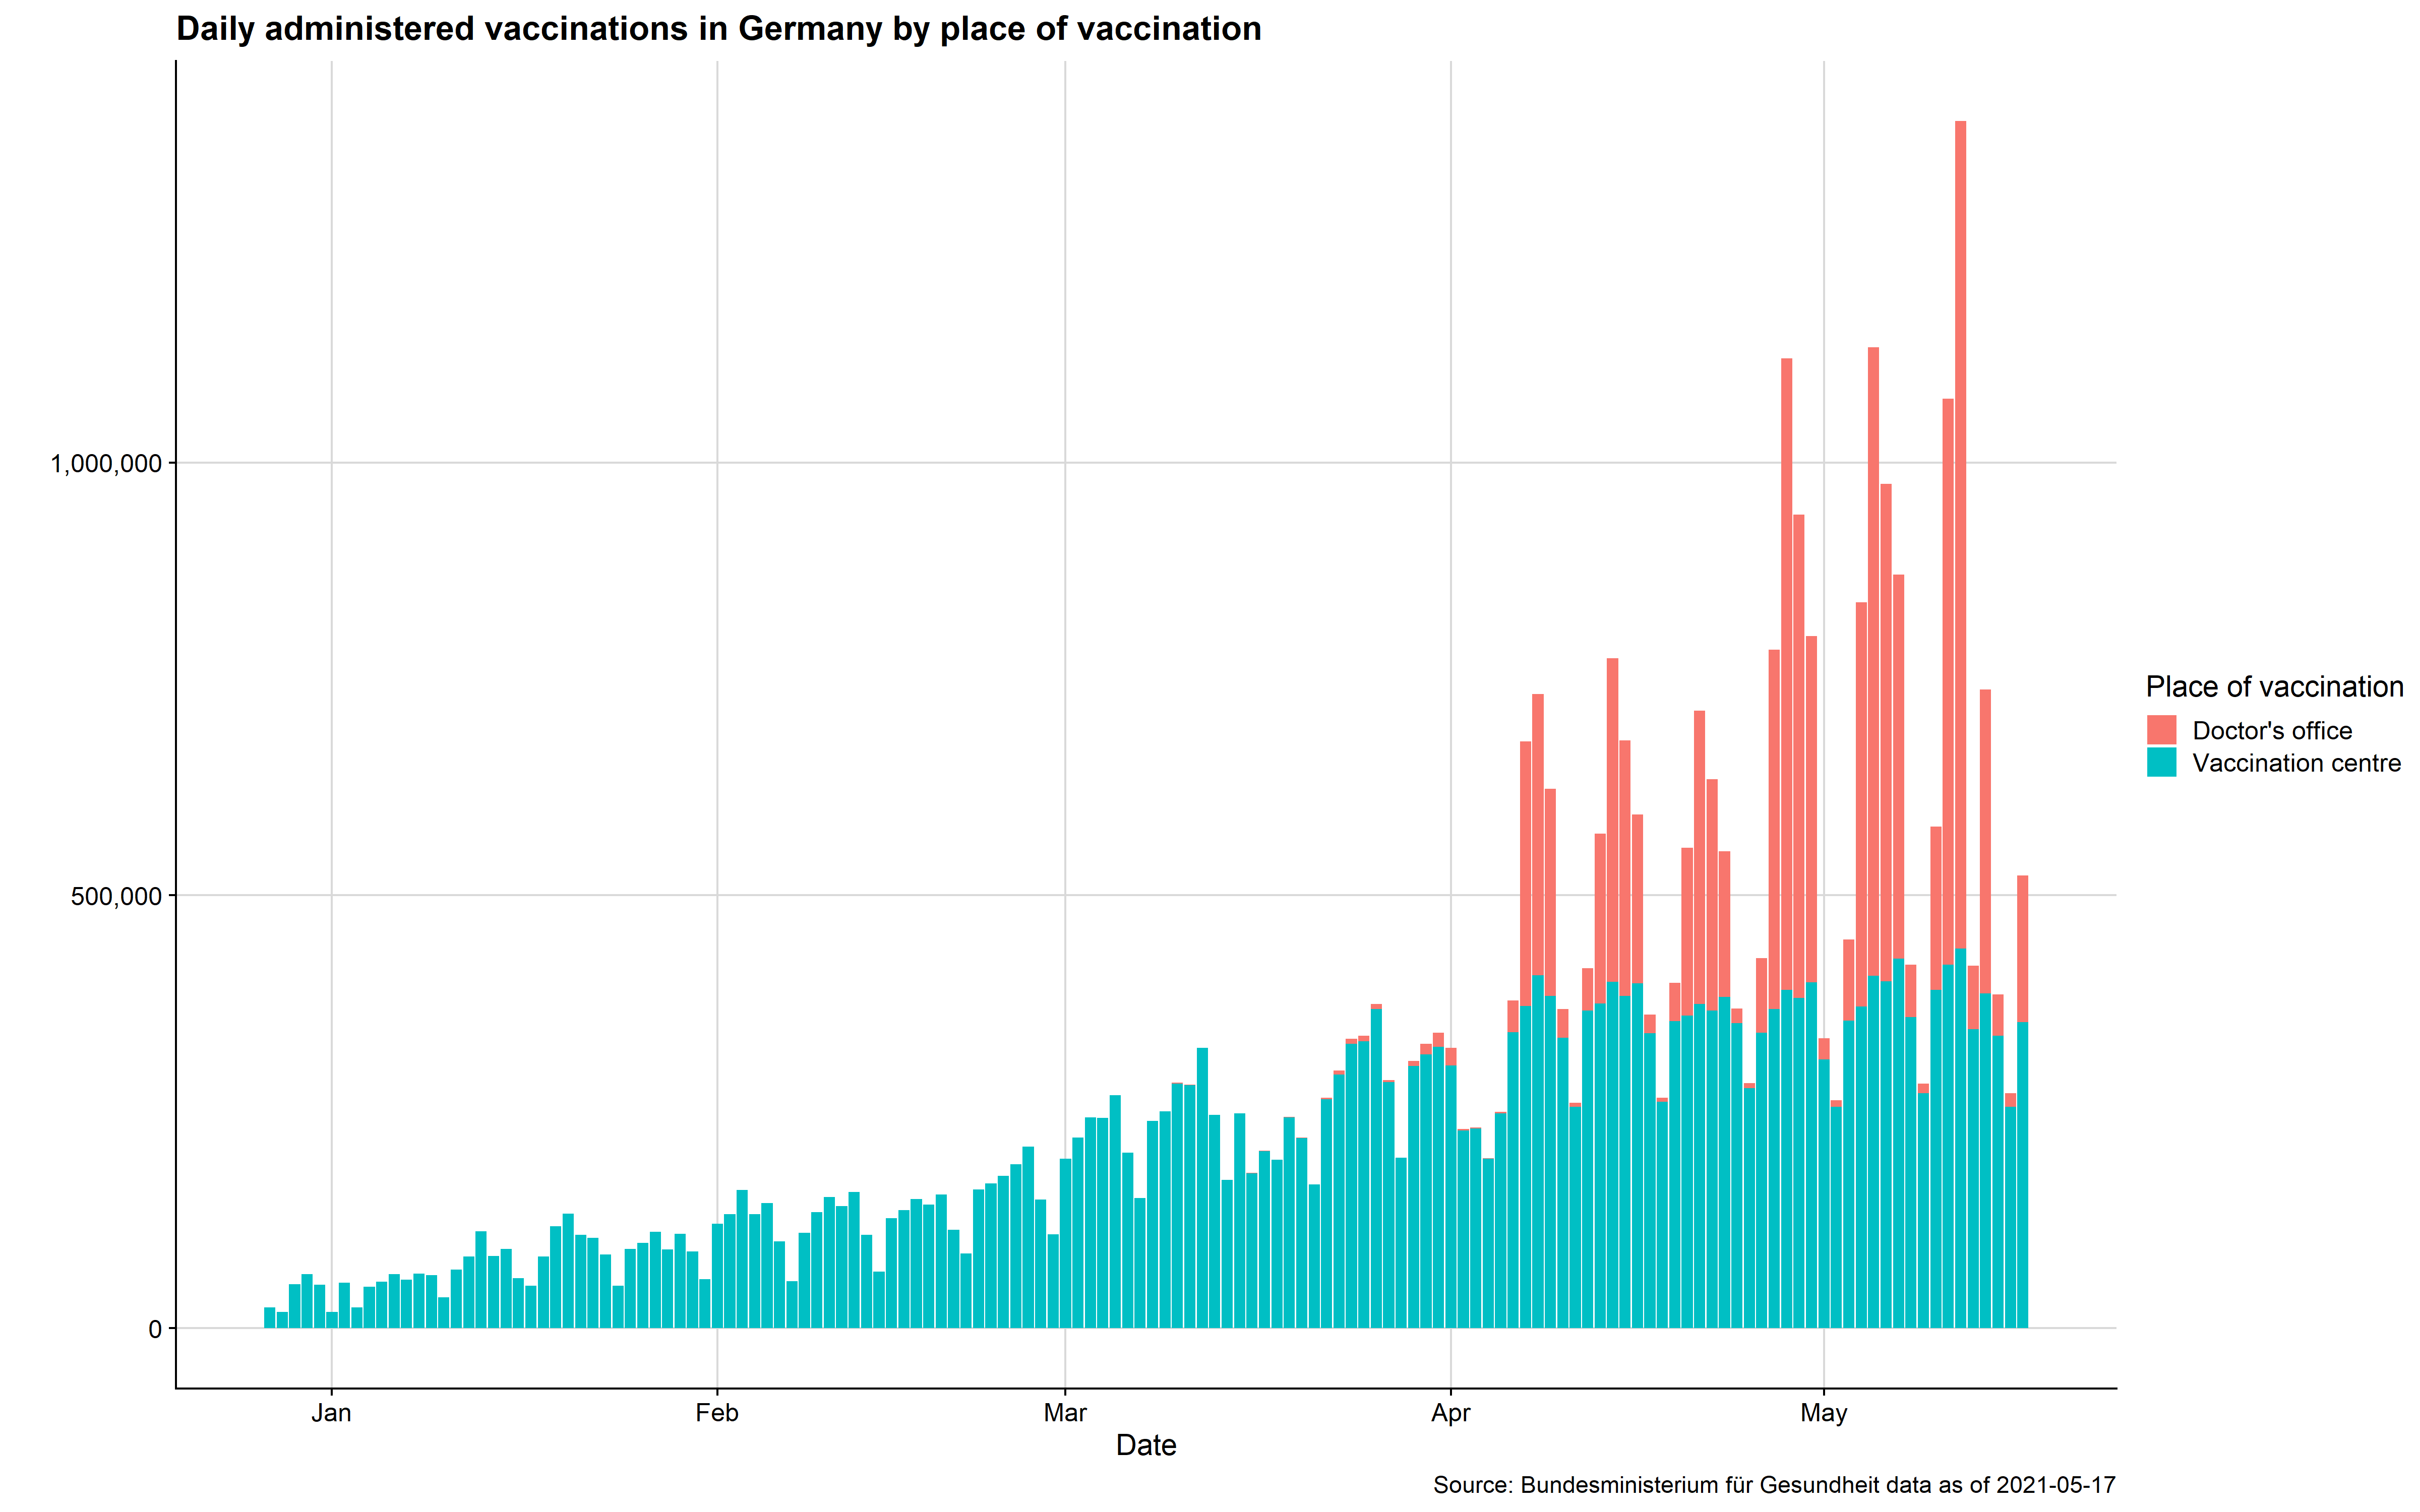 Daily administered vaccinations in Germany by place of vaccination
1,000,000
500,000
0
Jan
Feb
Mar
Apr
May
Date
Place of vaccination
Doctor's office
Vaccination centre
Source: Bundesministerium für Gesundheit data as of 2021-05-17